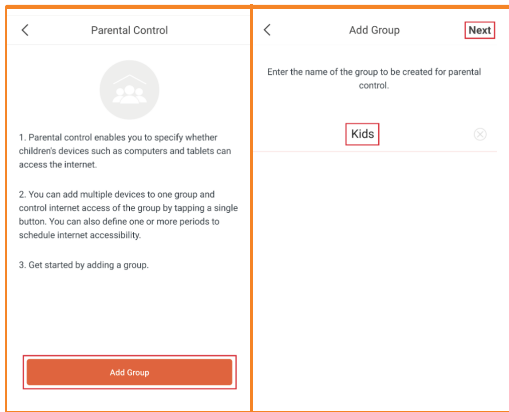 Parental Control
1. Parental control enables you to specify whether
children's devices such as computers and tablets can
access the internet.
2. You can add multiple devices to one group and
control internet access of the group by tapping a single
button. You can also define one or more periods to
schedule internet accessibility.
3. Get started by adding a group.
Add Group
Add Group
Next
Enter the name of the group to be created for parental
control.
Kids